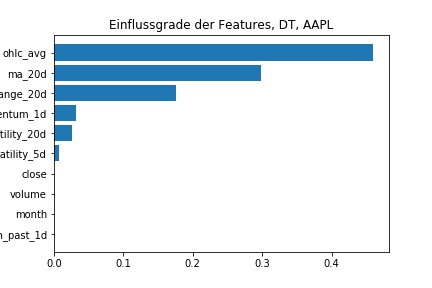 Einflussgrade der Features, DT, AAPL
ohlc_avg
ma_20d
ange_20d
entum_1d
tility_20d
atility_5d
close
volume
month
n_past_1d
0.0 0.1 0.2 0.3 0.4